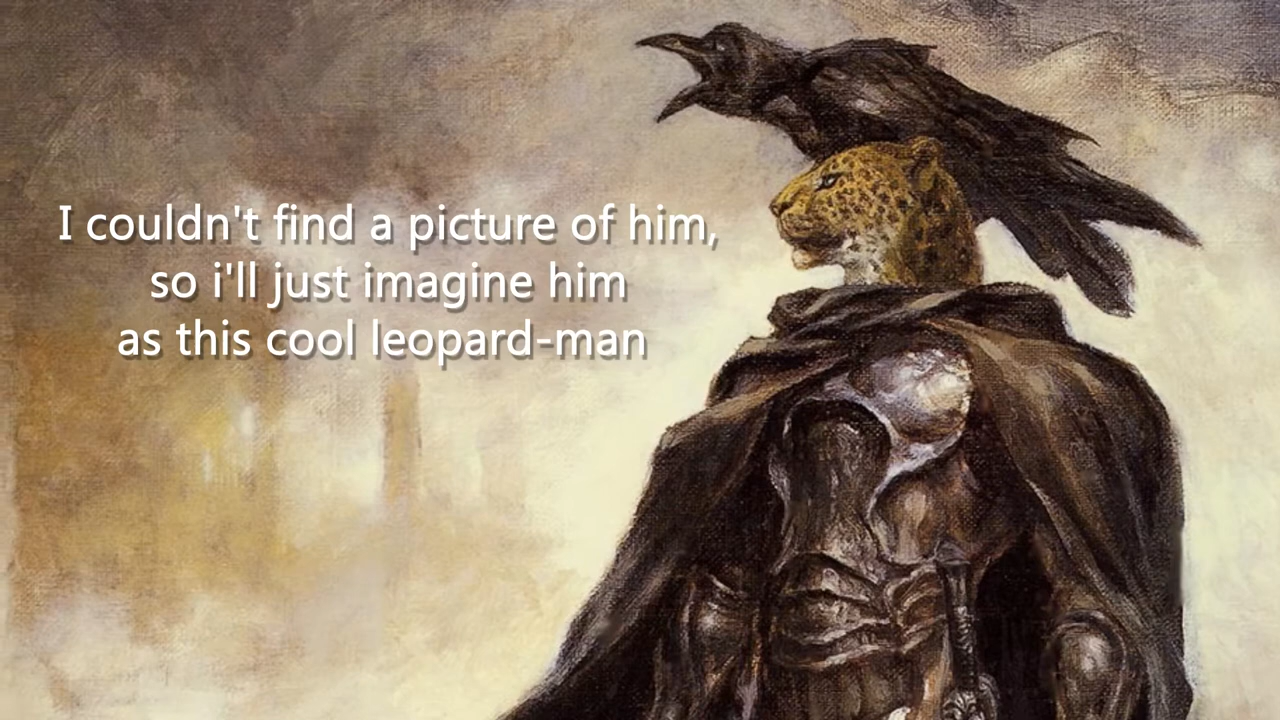 I couldn't find a picture of him,
so i'll just imagine him
as this cool leopard-man